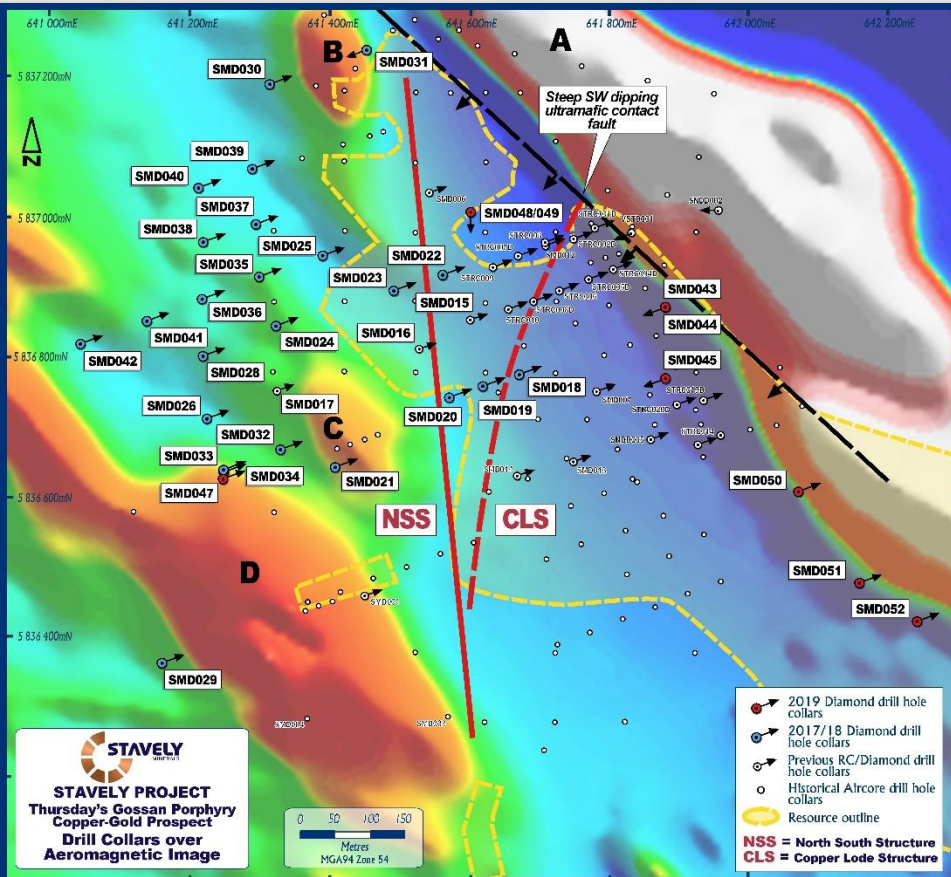 641 000mE
641 200mE
641 400mE
641 600mE
641 800mE
642 000mE
642 200mE
5 837 200mN
5 837 000mN
5 836 800mN
5 836 600mN
5 836 400mN
N
A
B
C
D
SMD031
SMD030
Steep SW dipping
ultramafic contact
fault
SMD039
SMD040
SMD037
SMD038
SMD025
SMD035
SMD023
SMD022
SMD006
SMD048/049
SNDD002
SMD036
SMD024
SMD015
SMD016
SMD043
SMD044
SMD045
SMD041
SMD042
SMD028
SMD017
SMD026
SMD032
SMD033
SMD034
SMD047
SMD021
SMD020
SMD019
SMD018
STRC009
STRC010
STRC014
SMD050
SMD051
SMD052
SMD029
NSS
CLS
STAVELY
MINERALS
STAVELY PROJECT
Thursday's Gossan Porphyry
Copper-Gold Prospect
Drill Collars over
Aeromagnetic Image
0 50 100 150
Metres
MGA94 Zone 54
2019 Diamond drill hole
collars
2017/18 Diamond drill
hole collars
Previous RC/Diamond drill
hole collars
Historical Aircore drill hole
collars
Resource outline
NSS = North South Structure
CLS = Copper Lode Structure